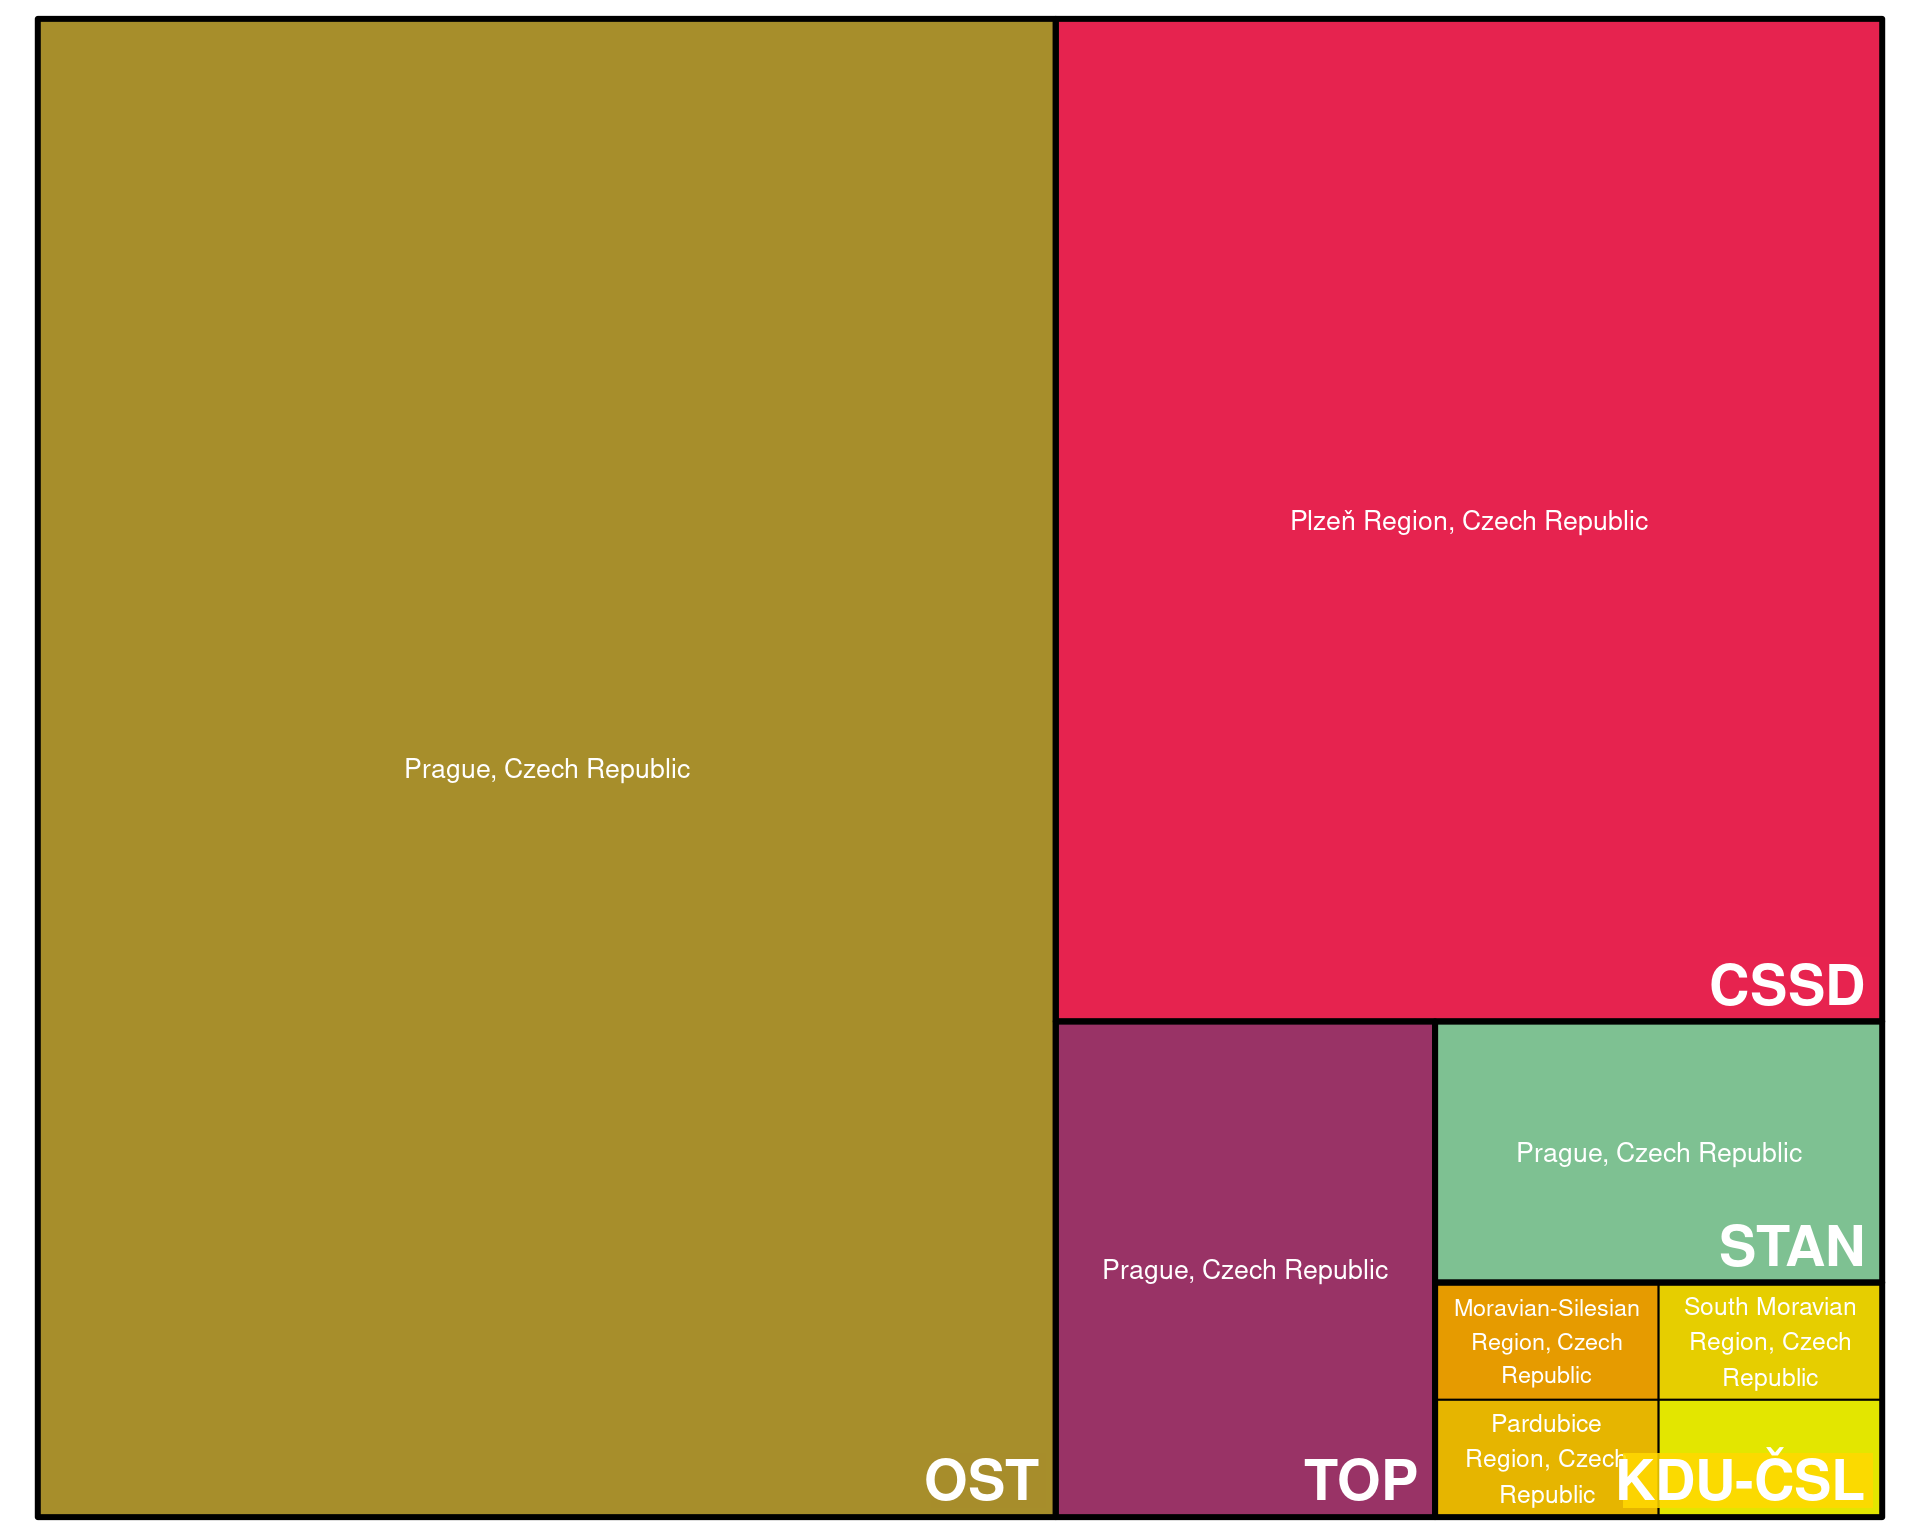 Prague, Czech Republic
OST
Plzeň Region, Czech Republic
CSSD
Prague, Czech Republic
TOP
Prague, Czech Republic
STAN
Moravian-Silesian
Region, Czech
Republic
South Moravian
Region, Czech
Republic
Pardubice
Region, Czech
Republic
KDU-ČSL